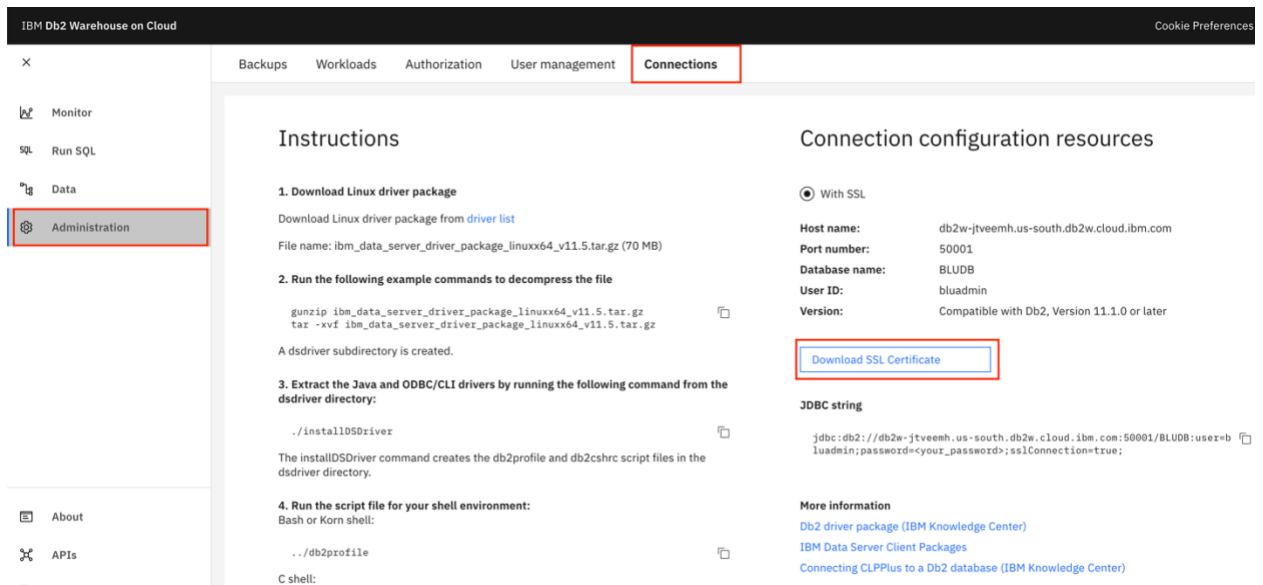 IBM Db2 Warehouse on Cloud
Cookie Preferences
Backups Workloads Authorization User management Connections
Monitor
SQL Run SQL
Data
Administration
About
APIs
Instructions
1. Download Linux driver package
Download Linux driver package from driver list
File name: ibm_data_server_driver_package_linuxx64_v11.5.tar.gz (70 MB)
2. Run the following example commands to decompress the file
gunzip ibm_data_server_driver_package_linuxx64_v11.5.tar.gz
tar -xvf ibm_data_server_driver_package_linuxx64_v11.5.tar.gz
A dsdriver subdirectory is created.
3. Extract the Java and ODBC/CLI drivers by running the following command from the
dsdriver directory:
./installDSDriver
The installDSDriver command creates the db2profile and db2cshrc script files in the
dsdriver directory.
4. Run the script file for your shell environment:
Bash or Korn shell:
../db2profile
C shell:
Connection configuration resources
With SSL
Host name: db2w-jtveemh.us-south.db2w.cloud.ibm.com
Port number: 50001
Database name: BLUDB
User ID: bluadmin
Version: Compatible with Db2, Version 11.1.0 or later
Download SSL Certificate
JDBC string
jdbc:db2://db2w-jtveemh.us-south.db2w.cloud.ibm.com:50001/BLUDB:user=b
luadmin;password=<your_password>;sslConnection=true;
More information
Db2 driver package (IBM Knowledge Center)
IBM Data Server Client Packages
Connecting CLPPlus to a Db2 database (IBM Knowledge Center)